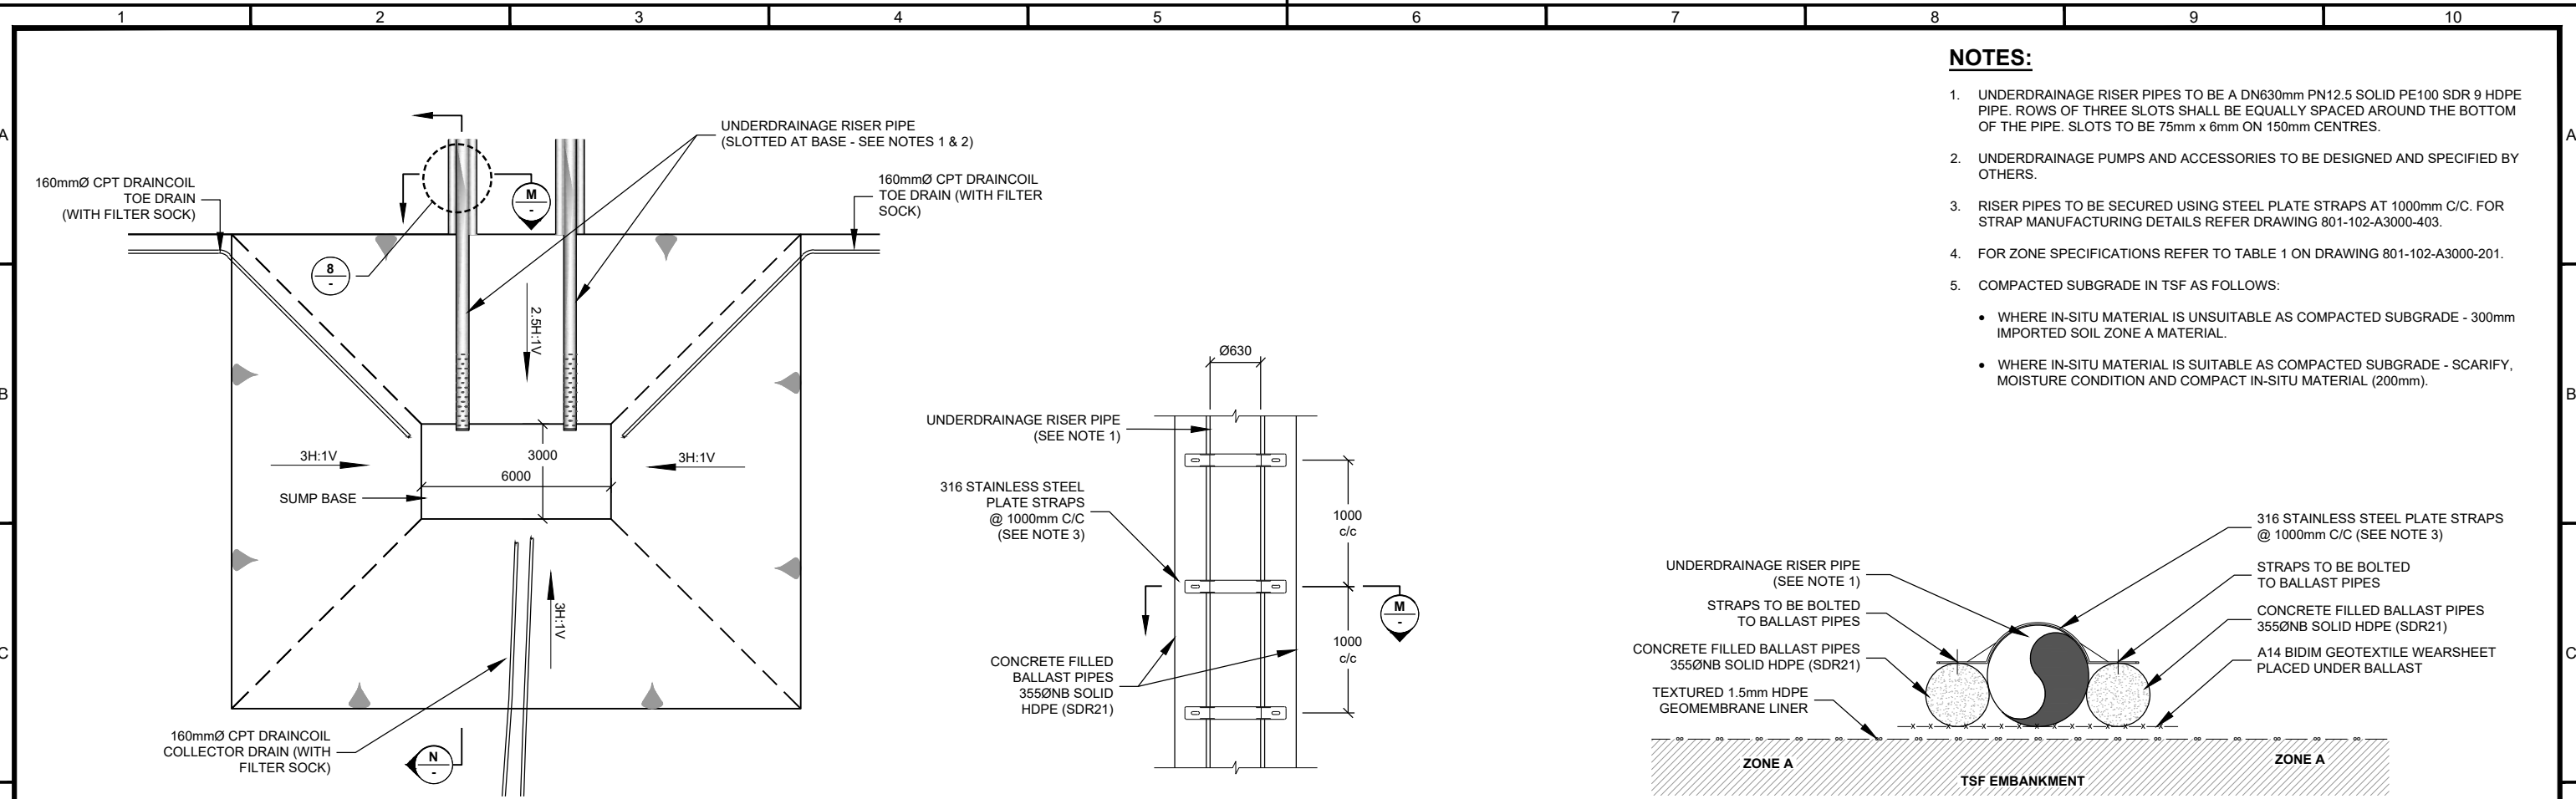 1 2 3 4 5 6 7 8 9 10
A
B
C
A
B
C
160mmØ CPT DRAINCOIL
TOE DRAIN
(WITH FILTER SOCK)
UNDERDRAINAGE RISER PIPE
(SLOTTED AT BASE - SEE NOTES 1 & 2)
160mmØ CPT DRAINCOIL
TOE DRAIN (WITH FILTER
SOCK)
M
-
8
-
2.5H:1V
3H:1V
3H:1V
3000
6000
SUMP BASE
3H:1V
160mmØ CPT DRAINCOIL
COLLECTOR DRAIN (WITH
FILTER SOCK)
N
-
Ø630
UNDERDRAINAGE RISER PIPE
(SEE NOTE 1)
316 STAINLESS STEEL
PLATE STRAPS
@ 1000mm C/C
(SEE NOTE 3)
1000
c/c
1000
c/c
M
-
CONCRETE FILLED
BALLAST PIPES
355ØNB SOLID
HDPE (SDR21)
NOTES:
1. UNDERDRAINAGE RISER PIPES TO BE A DN630mm PN12.5 SOLID PE100 SDR 9 HDPE
PIPE. ROWS OF THREE SLOTS SHALL BE EQUALLY SPACED AROUND THE BOTTOM
OF THE PIPE. SLOTS TO BE 75mm x 6mm ON 150mm CENTRES.
2. UNDERDRAINAGE PUMPS AND ACCESSORIES TO BE DESIGNED AND SPECIFIED BY
OTHERS.
3. RISER PIPES TO BE SECURED USING STEEL PLATE STRAPS AT 1000mm C/C. FOR
STRAP MANUFACTURING DETAILS REFER DRAWING 801-102-A3000-403.
4. FOR ZONE SPECIFICATIONS REFER TO TABLE 1 ON DRAWING 801-102-A3000-201.
5. COMPACTED SUBGRADE IN TSF AS FOLLOWS:
• WHERE IN-SITU MATERIAL IS UNSUITABLE AS COMPACTED SUBGRADE - 300mm
IMPORTED SOIL ZONE A MATERIAL.
• WHERE IN-SITU MATERIAL IS SUITABLE AS COMPACTED SUBGRADE - SCARIFY,
MOISTURE CONDITION AND COMPACT IN-SITU MATERIAL (200mm).
UNDERDRAINAGE RISER PIPE
(SEE NOTE 1)
STRAPS TO BE BOLTED
TO BALLAST PIPES
CONCRETE FILLED BALLAST PIPES
355ØNB SOLID HDPE (SDR21)
TEXTURED 1.5mm HDPE
GEOMEMBRANE LINER
316 STAINLESS STEEL PLATE STRAPS
@ 1000mm C/C (SEE NOTE 3)
STRAPS TO BE BOLTED
TO BALLAST PIPES
CONCRETE FILLED BALLAST PIPES
355ØNB SOLID HDPE (SDR21)
A14 BIDIM GEOTEXTILE WEARSHEET
PLACED UNDER BALLAST
ZONE A
ZONE A
TSF EMBANKMENT